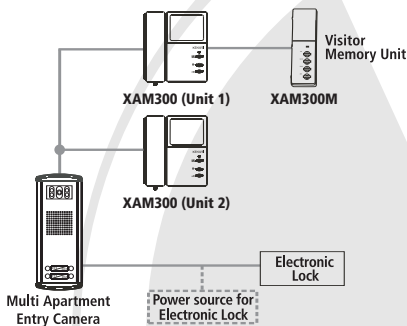 Visitor
Memory Unit
XAM300 (Unit 1)
XAM300M
XAM300 (Unit 2)
Electronic
Lock
Multi Apartment
Entry Camera
Power source for
Electronic Lock